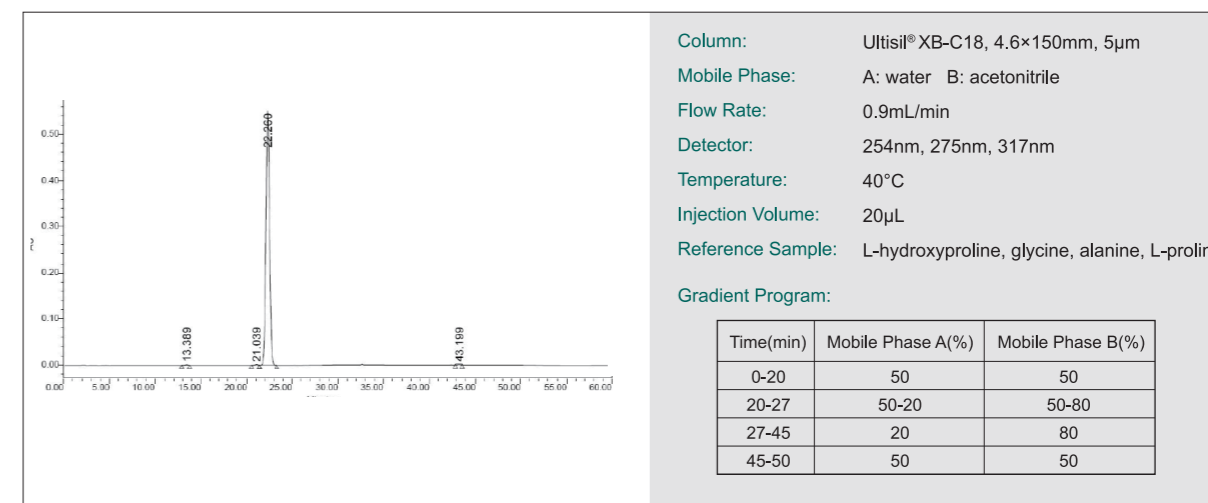 0.50
0.40
0.30
0.20
0.10
0.00
22.260
13.389
21.039
43.199
0.00 5.00 10.00 15.00 20.00 25.00 30.00 35.00 40.00 45.00 50.00 55.00 60.00
Column: Ultisil® XB-C18, 4.6×150mm, 5μm
Mobile Phase: A: water B: acetonitrile
Flow Rate: 0.9mL/min
Detector: 254nm, 275nm, 317nm
Temperature: 40°C
Injection Volume: 20μL
Reference Sample: L-hydroxyproline, glycine, alanine,
Gradient Program:
Time(min) Mobile Phase A(%) Mobile Phase B(%)
0-20 50 50
20-27 50-20 50-80
27-45 20 80
45-50 50 50